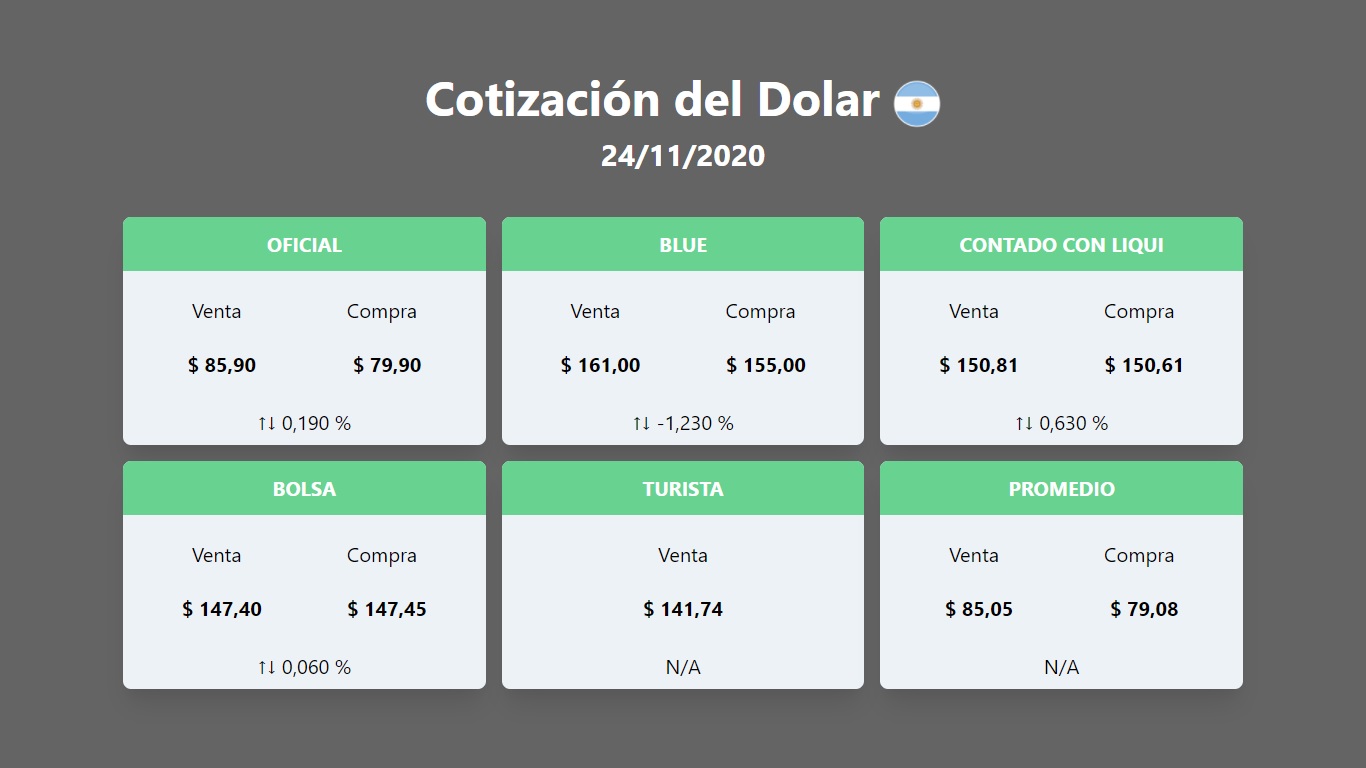 Cotización del Dolar
24/11/2020
OFICIAL
Venta Compra
$ 85,90 $ 79,90
↑↓ 0,190 %
BLUE
Venta Compra
$ 161,00 $ 155,00
↑↓ -1,230 %
CONTADO CON LIQUI
Venta Compra
$ 150,81 $ 150,61
↑↓ 0,630 %
BOLSA
Venta Compra
$ 147,40 $ 147,45
↑↓ 0,060 %
TURISTA
Venta
$ 141,74
N/A
PROMEDIO
Venta Compra
$ 85,05 $ 79,08
N/A